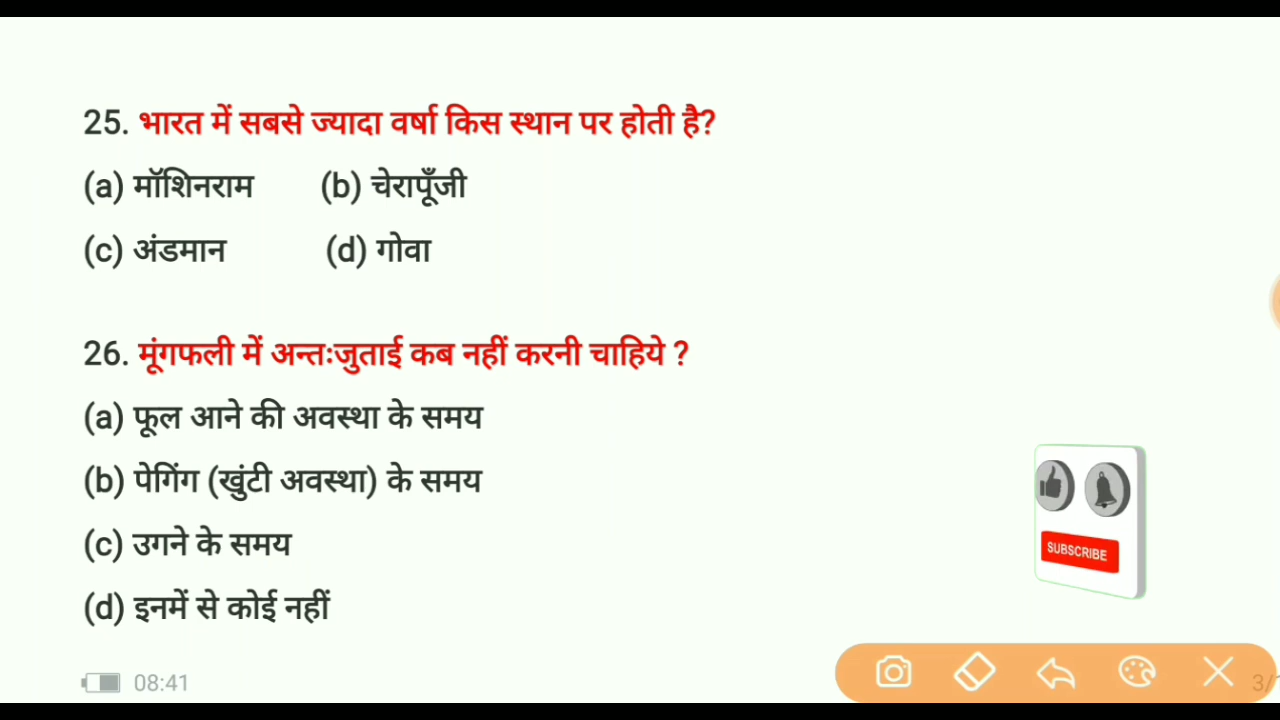 25. भारत में सबसे ज्यादा वर्षा किस स्थान पर होती है?
(a) मॉशिनराम (b) चेरापूँजी
(c) अंडमान (d) गोवा
26. मूंगफली में अन्तःजुताई कब नहीं करनी चाहिये ?
(a) फूल आने की अवस्था के समय
(b) पेगिंग (खुंटी अवस्था) के समय
(c) उगने के समय
(d) इनमें से कोई नहीं
SUBSCRIBE
08:41